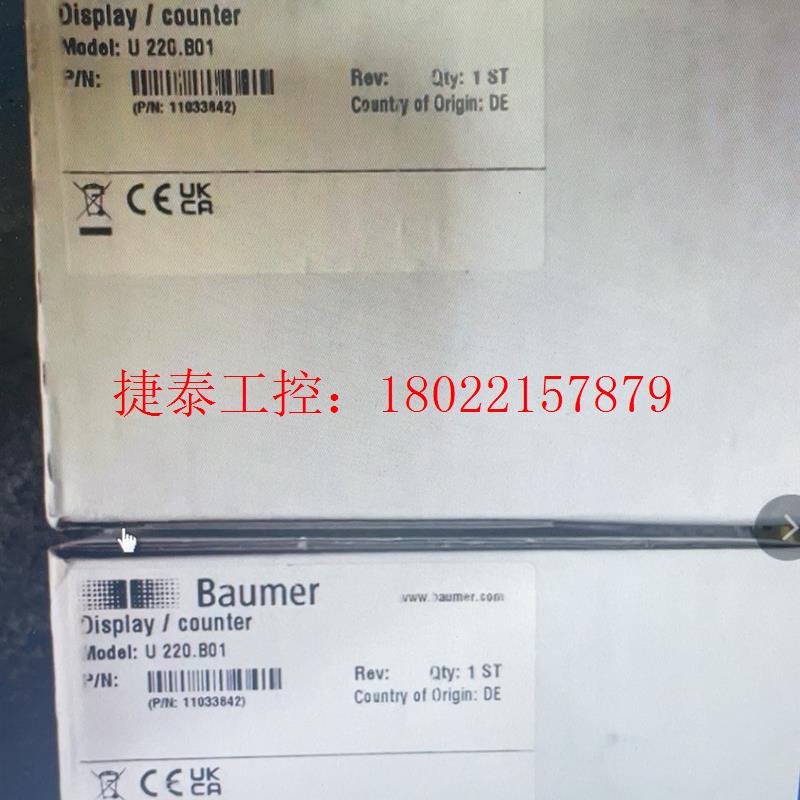 Display / counter
Model: U 220.B01
P/N:
Rev: Qty: 1 ST
(P/N: 11033842)
Country of Origin: DE
CE UK CA
捷泰工控：18022157879
Baumer www.baumer.com
Display / counter
Model: U 220.B01
P/N:
Rev: Qty: 1 ST
(P/N: 11033842)
Country of Origin: DE
CE UK CA